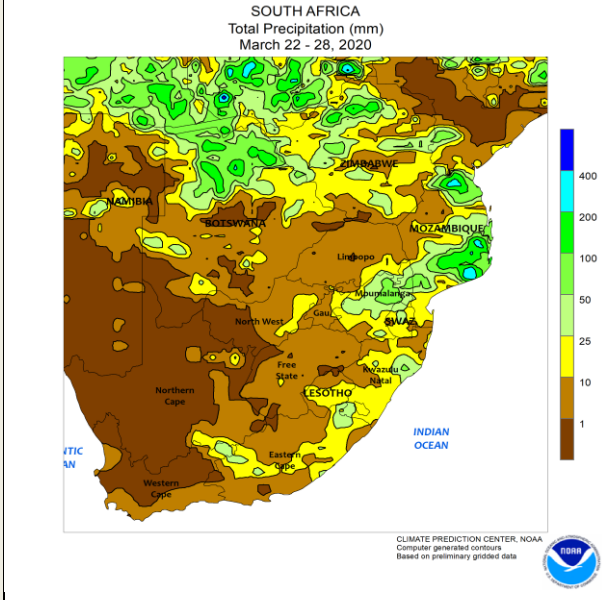 SOUTH AFRICA
Total Precipitation (mm)
March 22 - 28, 2020
ZIMBABWE
NAMIBIA
BOTSWANA
MOZAMBIQUE
Limpopo
Mpumalanga
Gau
North West
SWAZ
Free
State
Kwazulu
Natal
Northern
Cape
LESOTHO
INDIAN
OCEAN
NTIC
AN
Eastern
Cape
Western
Cape
400
200
100
50
25
10
1
CLIMATE PREDICTION CENTER, NOAA
Computer generated contours
Based on preliminary gridded data
NOAA